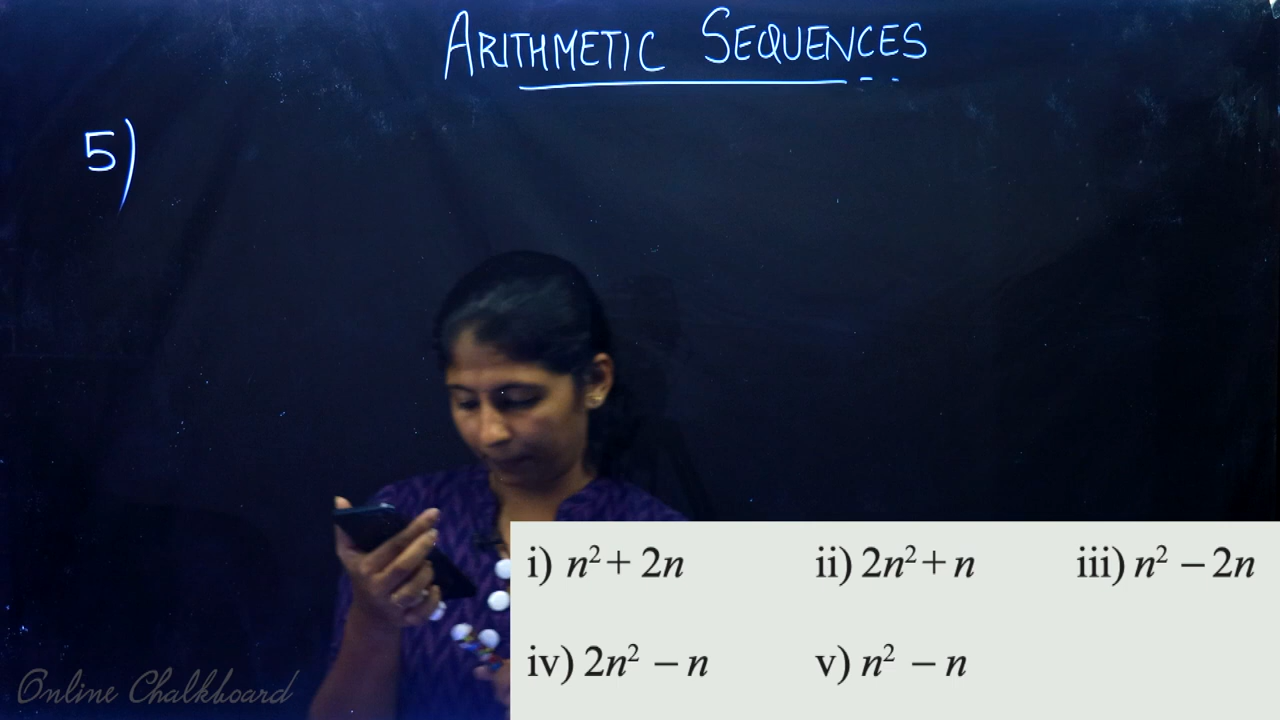 ARITHMETIC SEQUENCES
5)
i) n² + 2n ii) 2n² + n iii) n² − 2n
iv) 2n² − n v) n² − n
Online Chalkboard